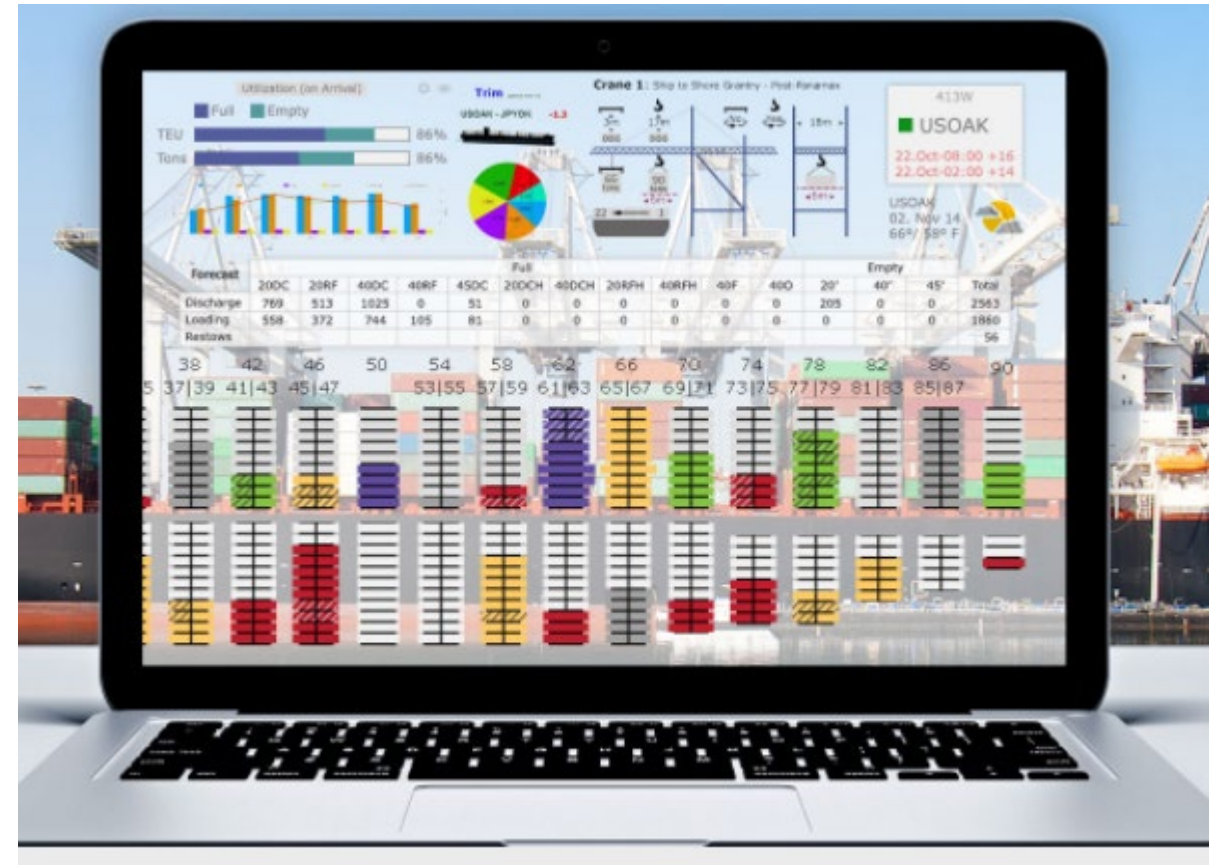 Utilization (on Arrival)
Full Empty
TEU 86%
Tons 86%
Trim
USOAK - JPYOK -1.3
Crane 1: Ship to Shore Grantry - Post Panamax
18m
22 1
413W
USOAK
22.Oct-08:00 +16
22.Oct-02:00 +14
USOAK
02. Nov 14
66°/ 58° F
Forecast Full Empty
20DC 20RF 40DC 40RF 45DC 20DCH 40DCH 20RFH 40RFH 40F 40O 20' 40' 45' Total
Discharge 769 513 1025 0 51 0 0 0 0 0 0 205 0 0 2563
Loading 558 372 744 105 81 0 0 0 0 0 0 0 0 0 1860
Restows 56
38 42 46 50 54 58 62 66 70 74 78 82 86 90
5 37|39 41|43 45|47 53|55 57|59 61|63 65|67 69|71 73|75 77|79 81|83 85|87